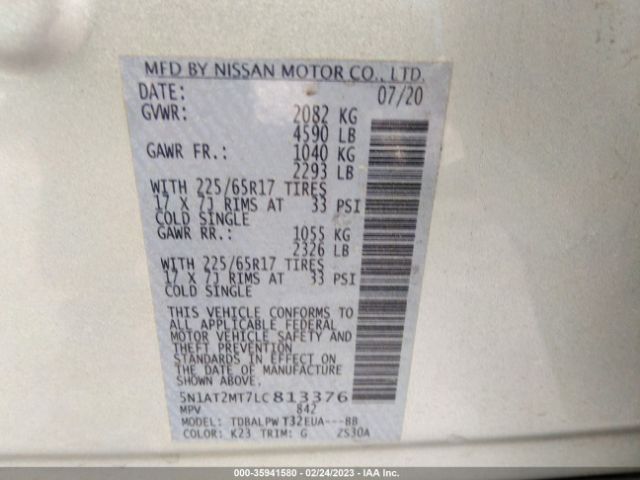 MFD BY NISSAN MOTOR CO., LTD.
DATE: 07/20
GVWR: 2082 KG
4590 LB
GAWR FR.: 1040 KG
2293 LB
WITH 225/65R17 TIRES
17 X 7J RIMS AT 33 PSI
COLD SINGLE
GAWR RR.: 1055 KG
2326 LB
WITH 225/65R17 TIRES
17 X 7J RIMS AT 33 PSI
COLD SINGLE
THIS VEHICLE CONFORMS TO
ALL APPLICABLE FEDERAL
MOTOR VEHICLE SAFETY AND
THEFT PREVENTION
STANDARDS IN EFFECT ON
THE DATE OF MANUFACTURE
SHOWN ABOVE.
5N1AT2MT7LC813376
MPV 842
MODEL: TDBALPW T32EUA---BB
COLOR: K23 TRIM: G ZS30A
000-35941580 - 02/24/2023 - IAA Inc.